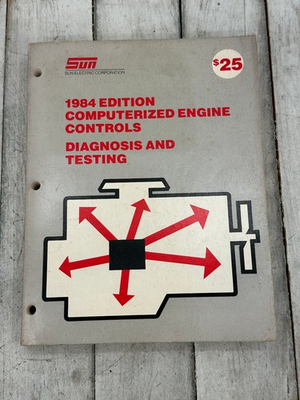 Sun
SUN ELECTRIC CORPORATION
$25
1984 EDITION
COMPUTERIZED ENGINE
CONTROLS
DIAGNOSIS AND
TESTING